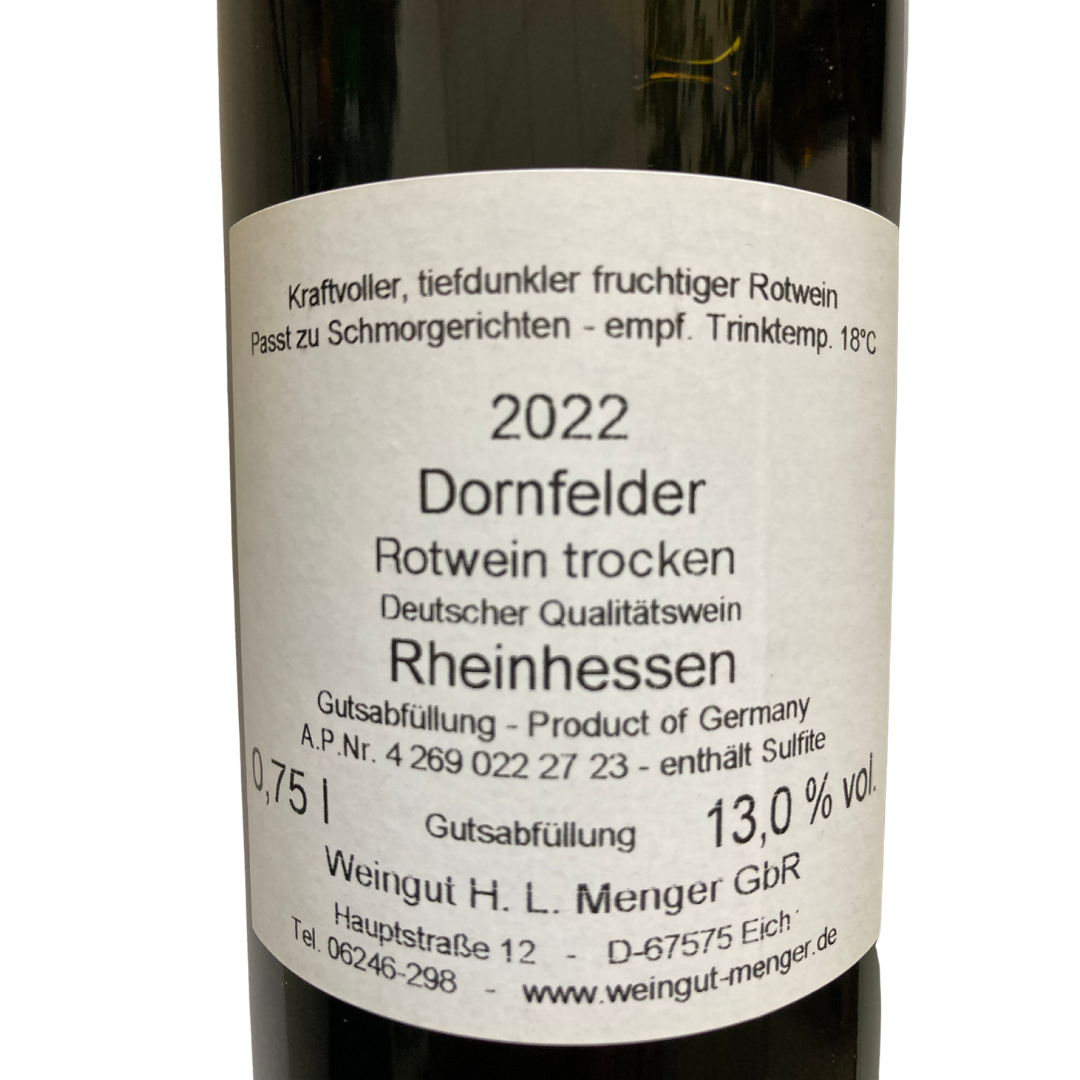 Kraftvoller, tiefdunkler fruchtiger Rotwein
Passt zu Schmorgerichten - empf. Trinktemp. 18°C
2022
Dornfelder
Rotwein trocken
Deutscher Qualitätswein
Rheinhessen
Gutsabfüllung - Product of Germany
A.P.Nr. 4 269 022 27 23 - enthält Sulfite
0,75 l Gutsabfüllung 13,0 % vol.
Weingut H. L. Menger GbR
Hauptstraße 12 - D-67575 Eich
Tel. 06246-298 - www.weingut-menger.de